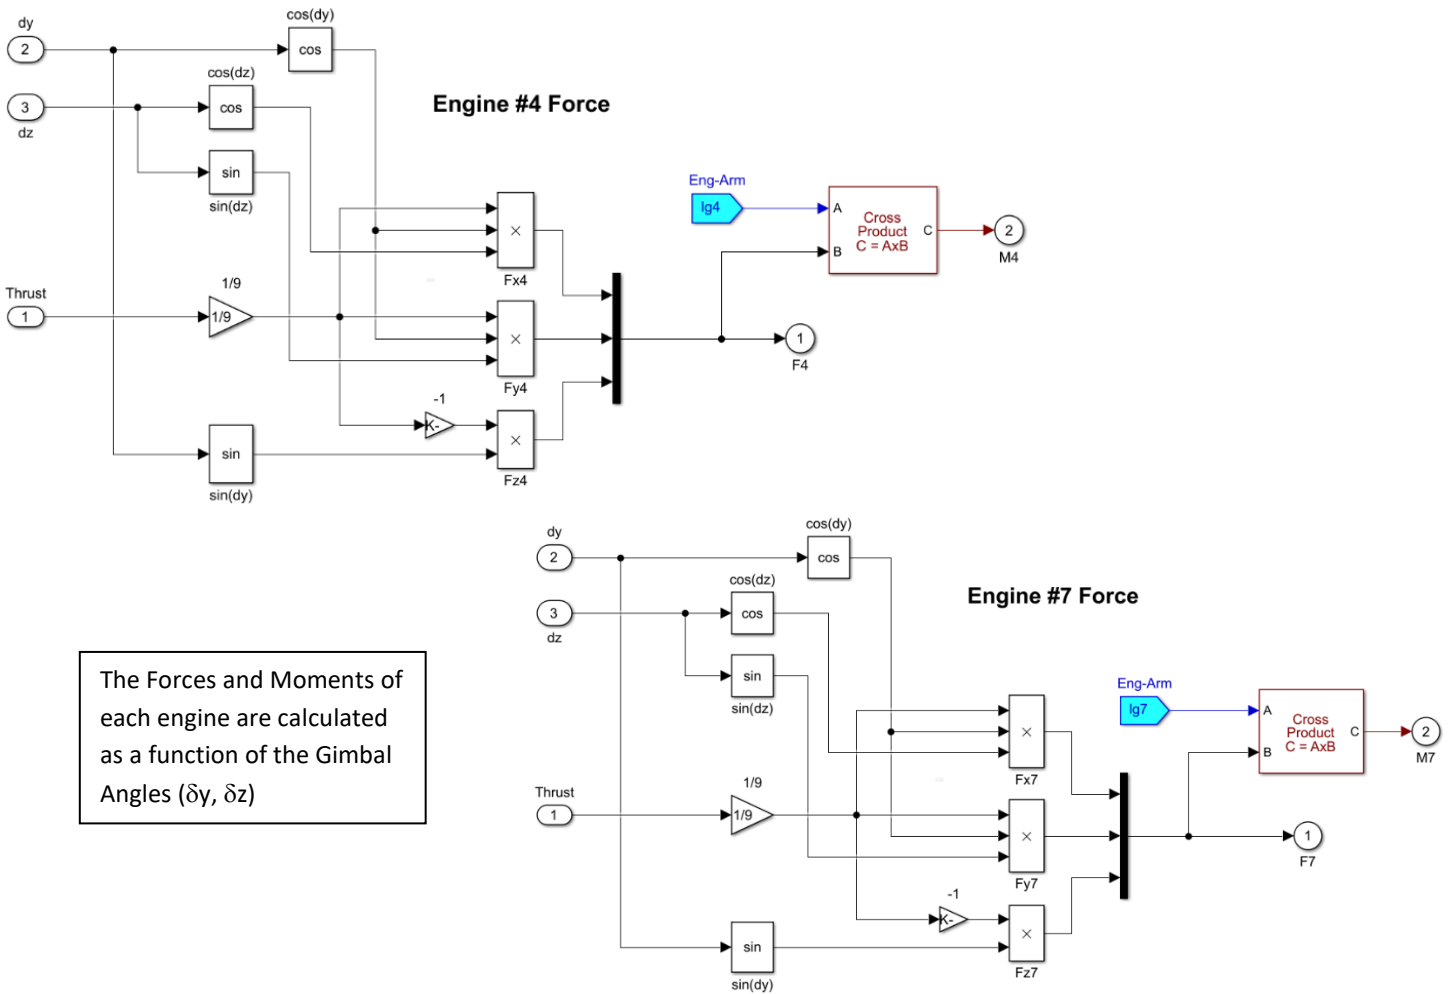 dy
2
cos(dy)
cos
cos(dz)
3
cos
dz
Engine #4 Force
sin
sin(dz)
Eng-Arm
lg4
A
Cross
Product
C = AxB
B
C
2
M4
×
Fx4
1/9
Thrust
1
1/9
×
Fy4
1
F4
-1
K-
×
Fz4
sin
sin(dy)
dy
2
cos(dy)
cos
cos(dz)
3
cos
dz
Engine #7 Force
sin
sin(dz)
Eng-Arm
lg7
A
Cross
Product
C = AxB
B
C
2
M7
×
Fx7
1/9
Thrust
1
1/9
×
Fy7
1
F7
-1
K-
×
Fz7
sin
sin(dy)
The Forces and Moments of
each engine are calculated
as a function of the Gimbal
Angles (δy, δz)